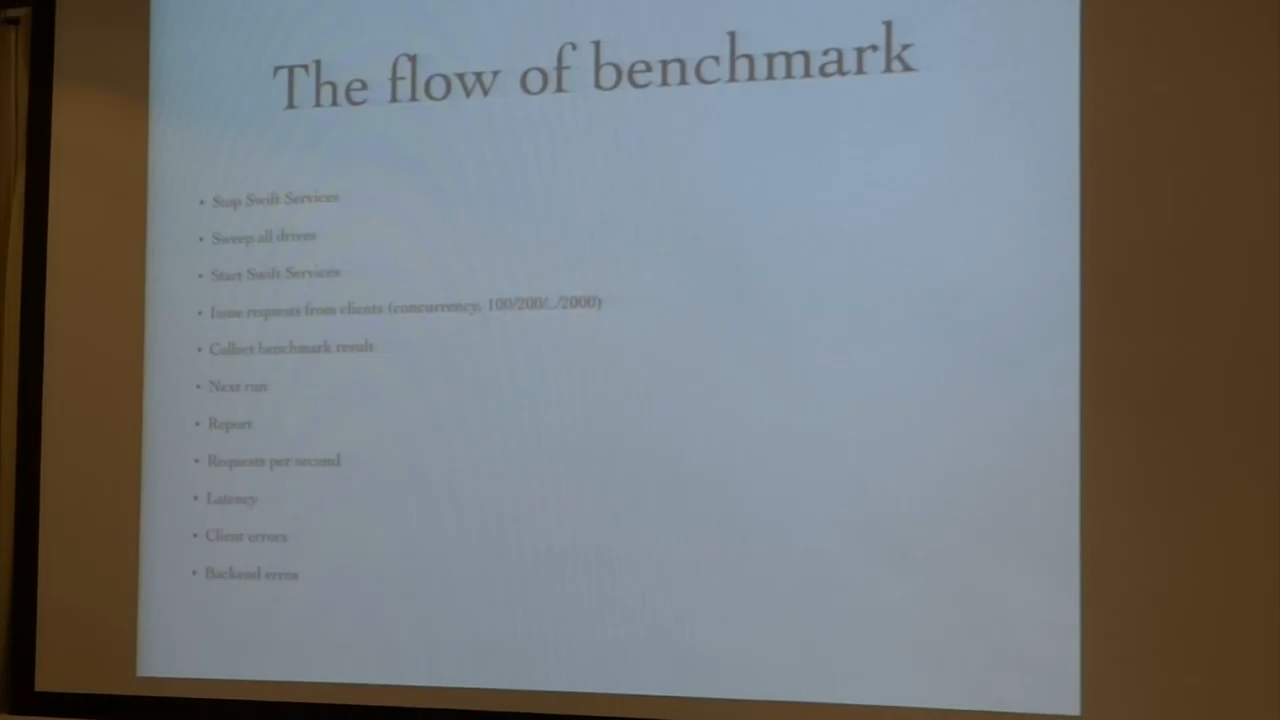 The flow of benchmark
• Stop Swift Services
• Sweep all drives
• Start Swift Services
• Issue requests from clients (concurrency, 100/200/../2000)
• Collect benchmark result
• Next run
• Report
• Requests per second
• Latency
• Client errors
• Backend error